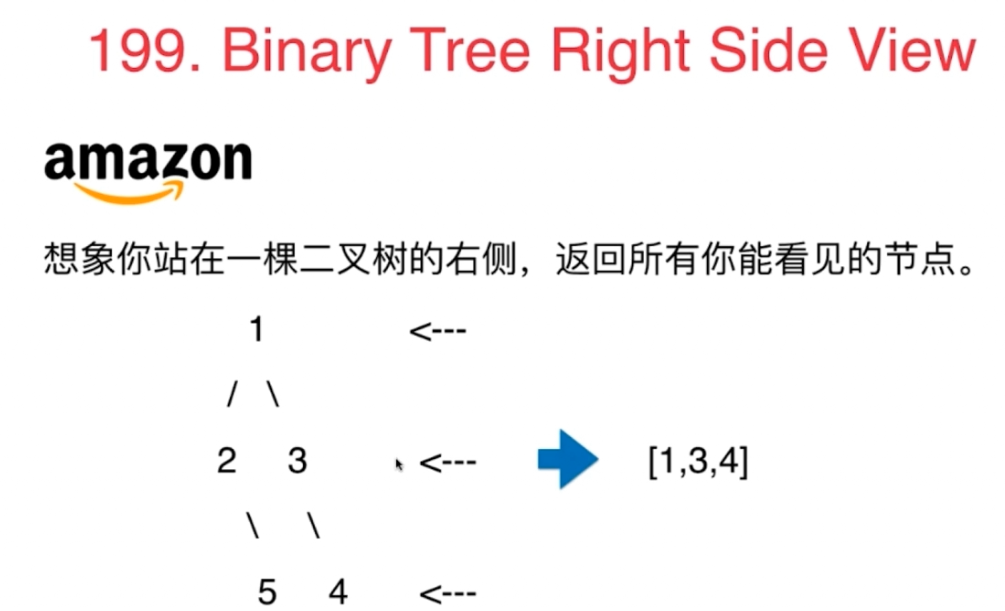 199. Binary Tree Right Side View
amazon
想象你站在一棵二叉树的右侧，返回所有你能看见的节点。
1 <---
/ \
2 3 <--- [1,3,4]
\ \
5 4 <---